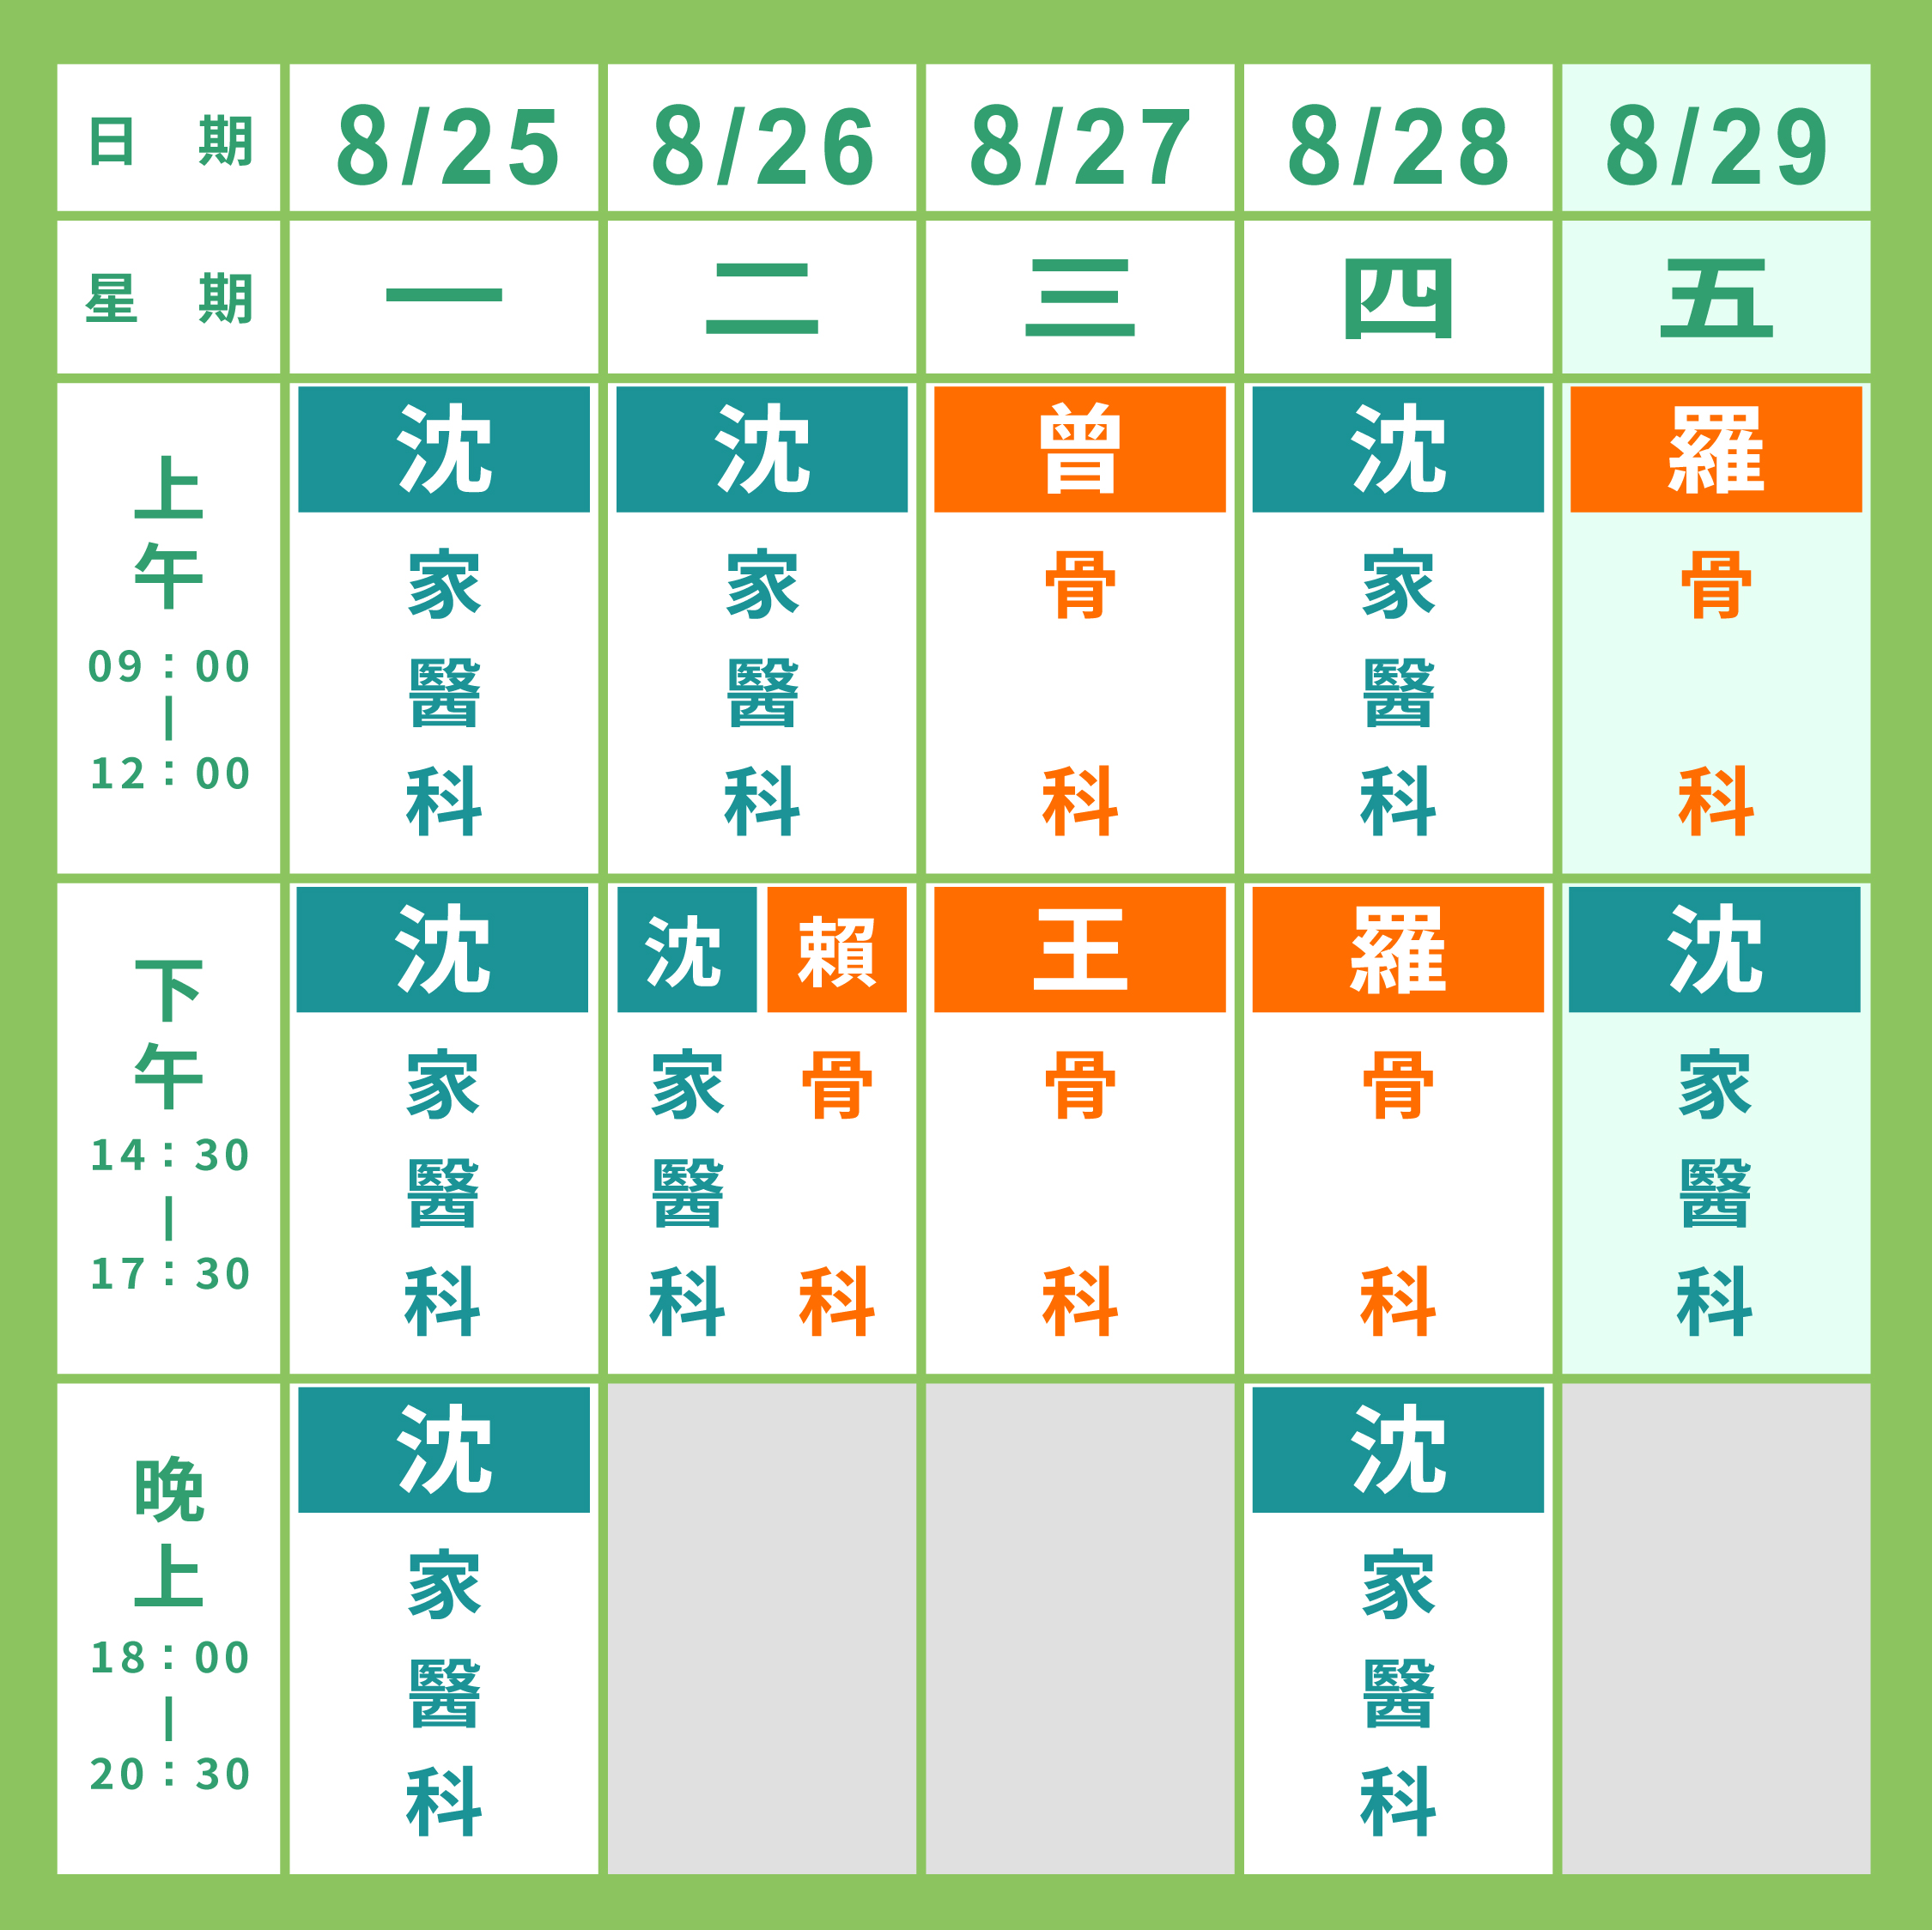 日期 8/25 8/26 8/27 8/28 8/29
星期 一 二 三 四 五
上午 09:00 | 12:00
沈 沈 曾 沈 羅
家醫科 家醫科 骨科 家醫科 骨科
下午 14:30 | 17:30
沈 沈 賴 王 羅 沈
家醫科 家醫科 骨科 骨科 骨科 家醫科
晚上 18:00 | 20:30
沈 沈
家醫科 家醫科